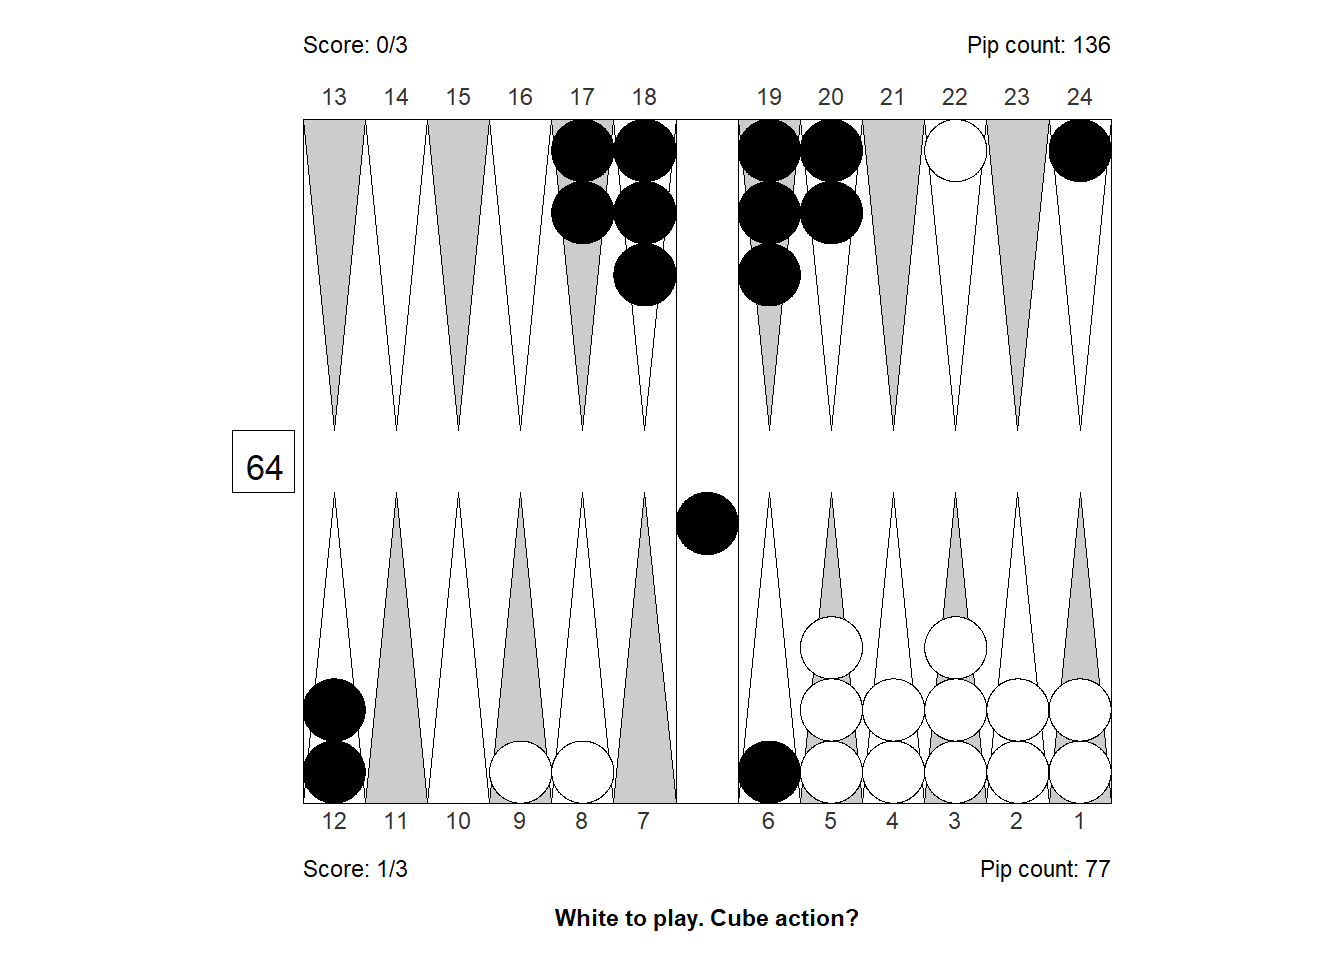 Score: 0/3 Pip count: 136
13 14 15 16 17 18 19 20 21 22 23 24
64
12 11 10 9 8 7 6 5 4 3 2 1
Score: 1/3 Pip count: 77
White to play. Cube action?